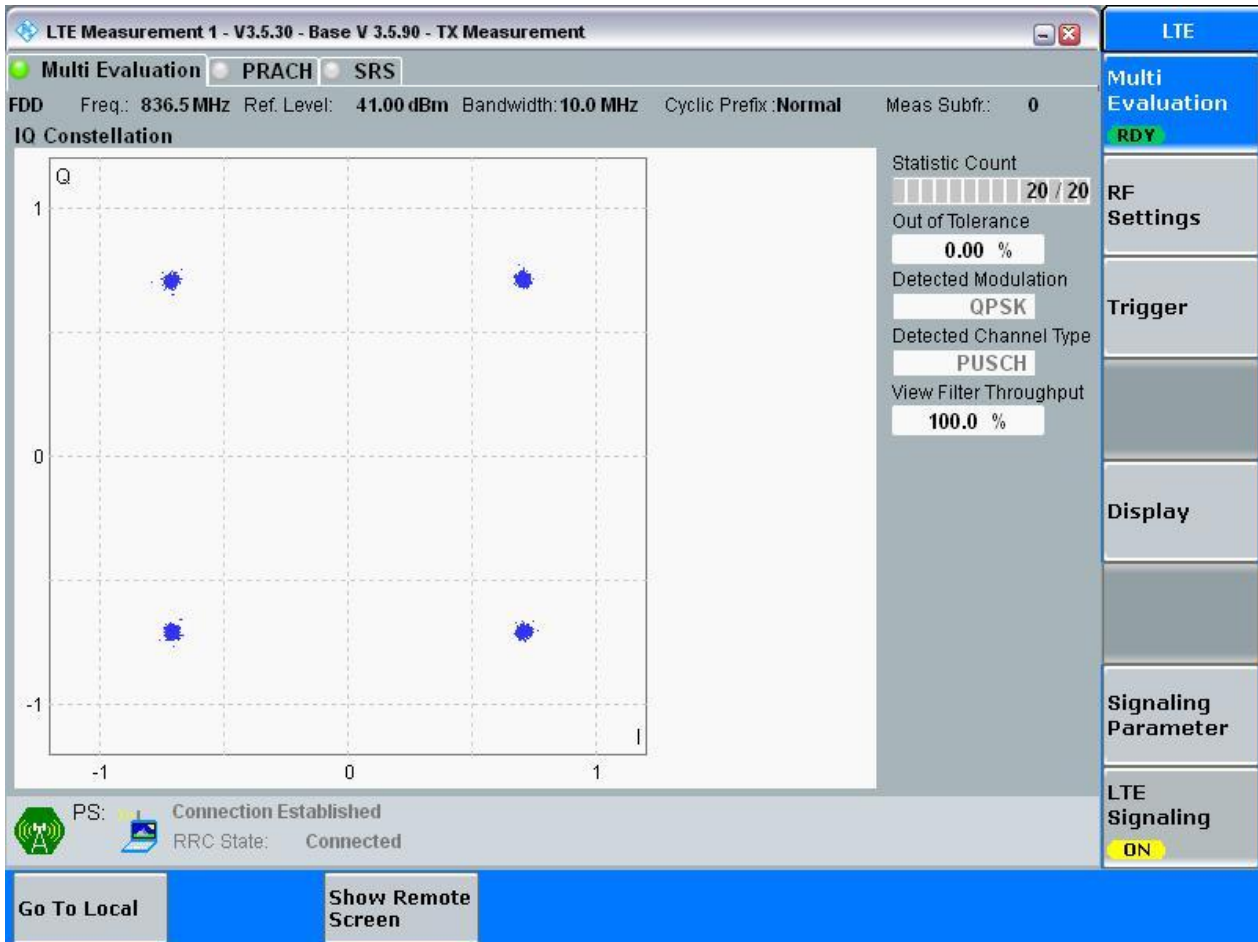 LTE Measurement 1 - V3.5.30 - Base V 3.5.90 - TX Measurement
Multi Evaluation PRACH SRS
FDD Freq.: 836.5 MHz Ref. Level: 41.00 dBm Bandwidth: 10.0 MHz Cyclic Prefix : Normal Meas Subfr.: 0
IQ Constellation
Q
1
0
-1
I
-1 0 1
Statistic Count
20 / 20
Out of Tolerance
0.00 %
Detected Modulation
QPSK
Detected Channel Type
PUSCH
View Filter Throughput
100.0 %
PS: Connection Established
RRC State: Connected
LTE
Multi
Evaluation
RDY
RF
Settings
Trigger
Display
Signaling
Parameter
LTE
Signaling
ON
Go To Local
Show Remote
Screen